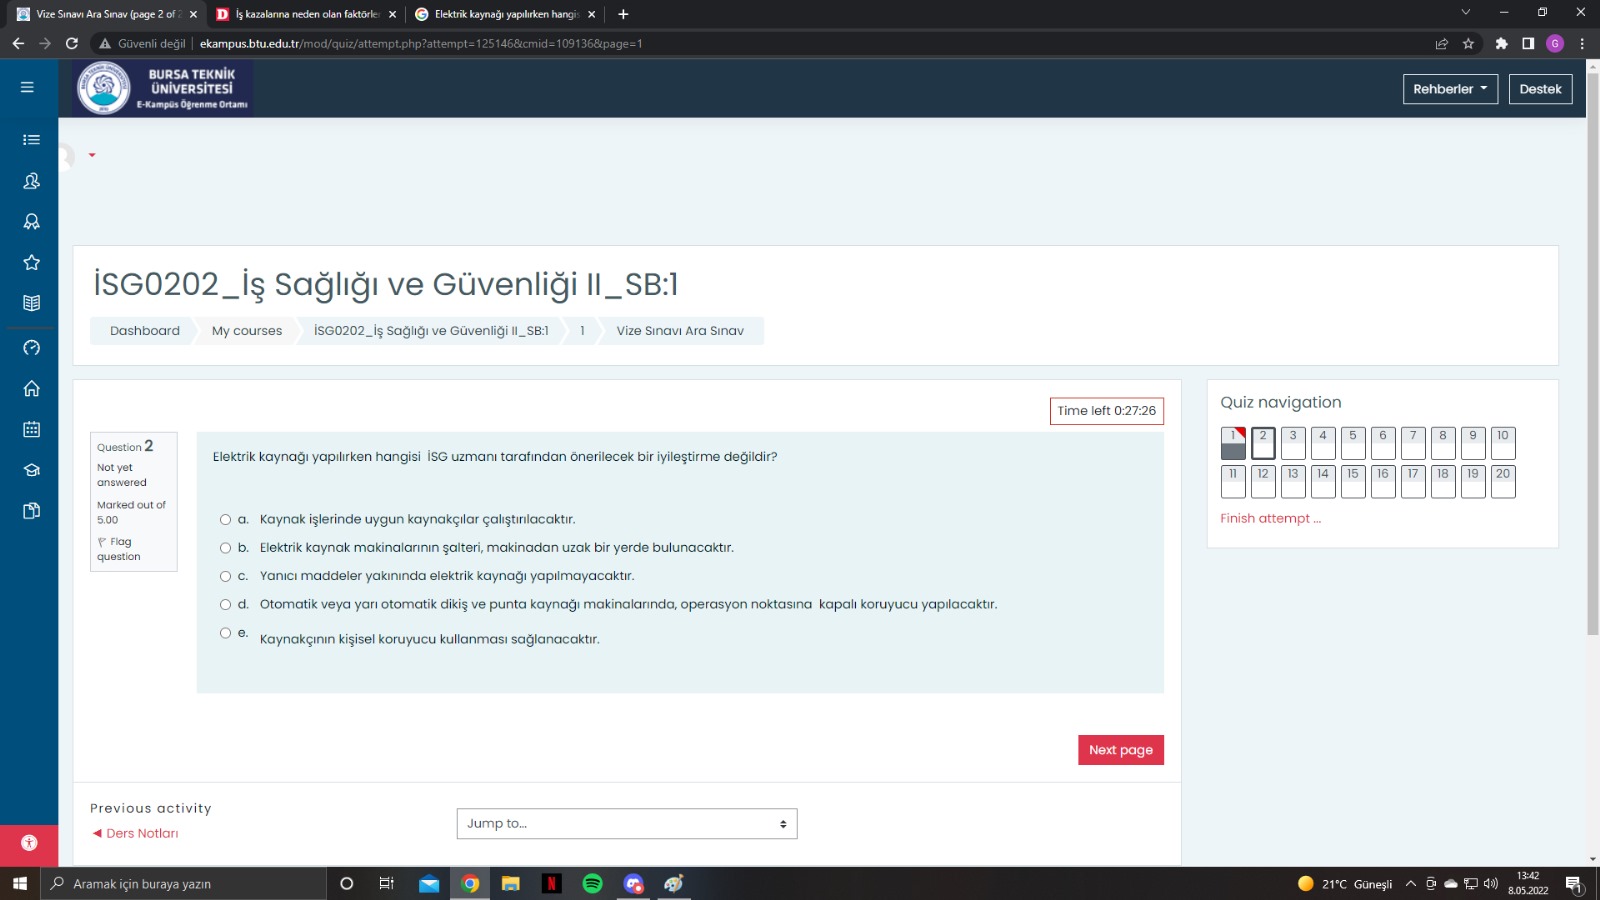 Vize Sınavı Ara Sınav (page 2 of 2
İş kazalarına neden olan faktörler
Elektrik kaynağı yapılırken hangis
Güvenli değil
ekampus.btu.edu.tr/mod/quiz/attempt.php?attempt=125146&cmid=109136&page=1
G
BURSA TEKNİK
ÜNİVERSİTESİ
E-Kampüs Öğrenme Ortamı
Rehberler
Destek
İSG0202_İş Sağlığı ve Güvenliği II_SB:1
Dashboard
My courses
İSG0202_İş Sağlığı ve Güvenliği II_SB:1
1
Vize Sınavı Ara Sınav
Time left 0:27:26
Question 2
Not yet
answered
Marked out of
5.00
Flag
question
Elektrik kaynağı yapılırken hangisi İSG uzmanı tarafından önerilecek bir iyileştirme değildir?
a. Kaynak işlerinde uygun kaynakçılar çalıştırılacaktır.
b. Elektrik kaynak makinalarının şalteri, makinadan uzak bir yerde bulunacaktır.
c. Yanıcı maddeler yakınında elektrik kaynağı yapılmayacaktır.
d. Otomatik veya yarı otomatik dikiş ve punta kaynağı makinalarında, operasyon noktasına kapalı koruyucu yapılacaktır.
e. Kaynakçının kişisel koruyucu kullanması sağlanacaktır.
Next page
Quiz navigation
1 2 3 4 5 6 7 8 9 10
11 12 13 14 15 16 17 18 19 20
Finish attempt ...
Previous activity
◄ Ders Notları
Jump to...
Aramak için buraya yazın
21°C Güneşli
13:42
8.05.2022
1